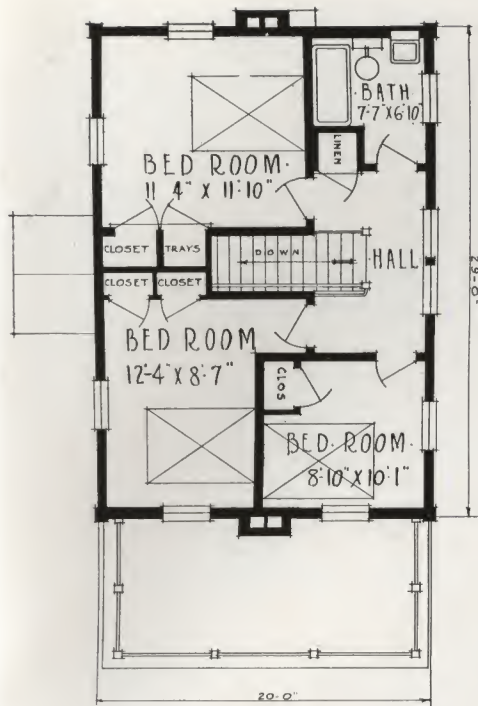 BATH
7'-7" X 6'-10"
LINEN
BED ROOM
11'4" X 11'-10"
CLOSET
TRAYS
DOWN
HALL
CLOSET
CLOSET
BED ROOM
12'-4" X 8'-7"
CLOS
BED ROOM
8'-10" X 10'-1"
29'-0"
20'-0"